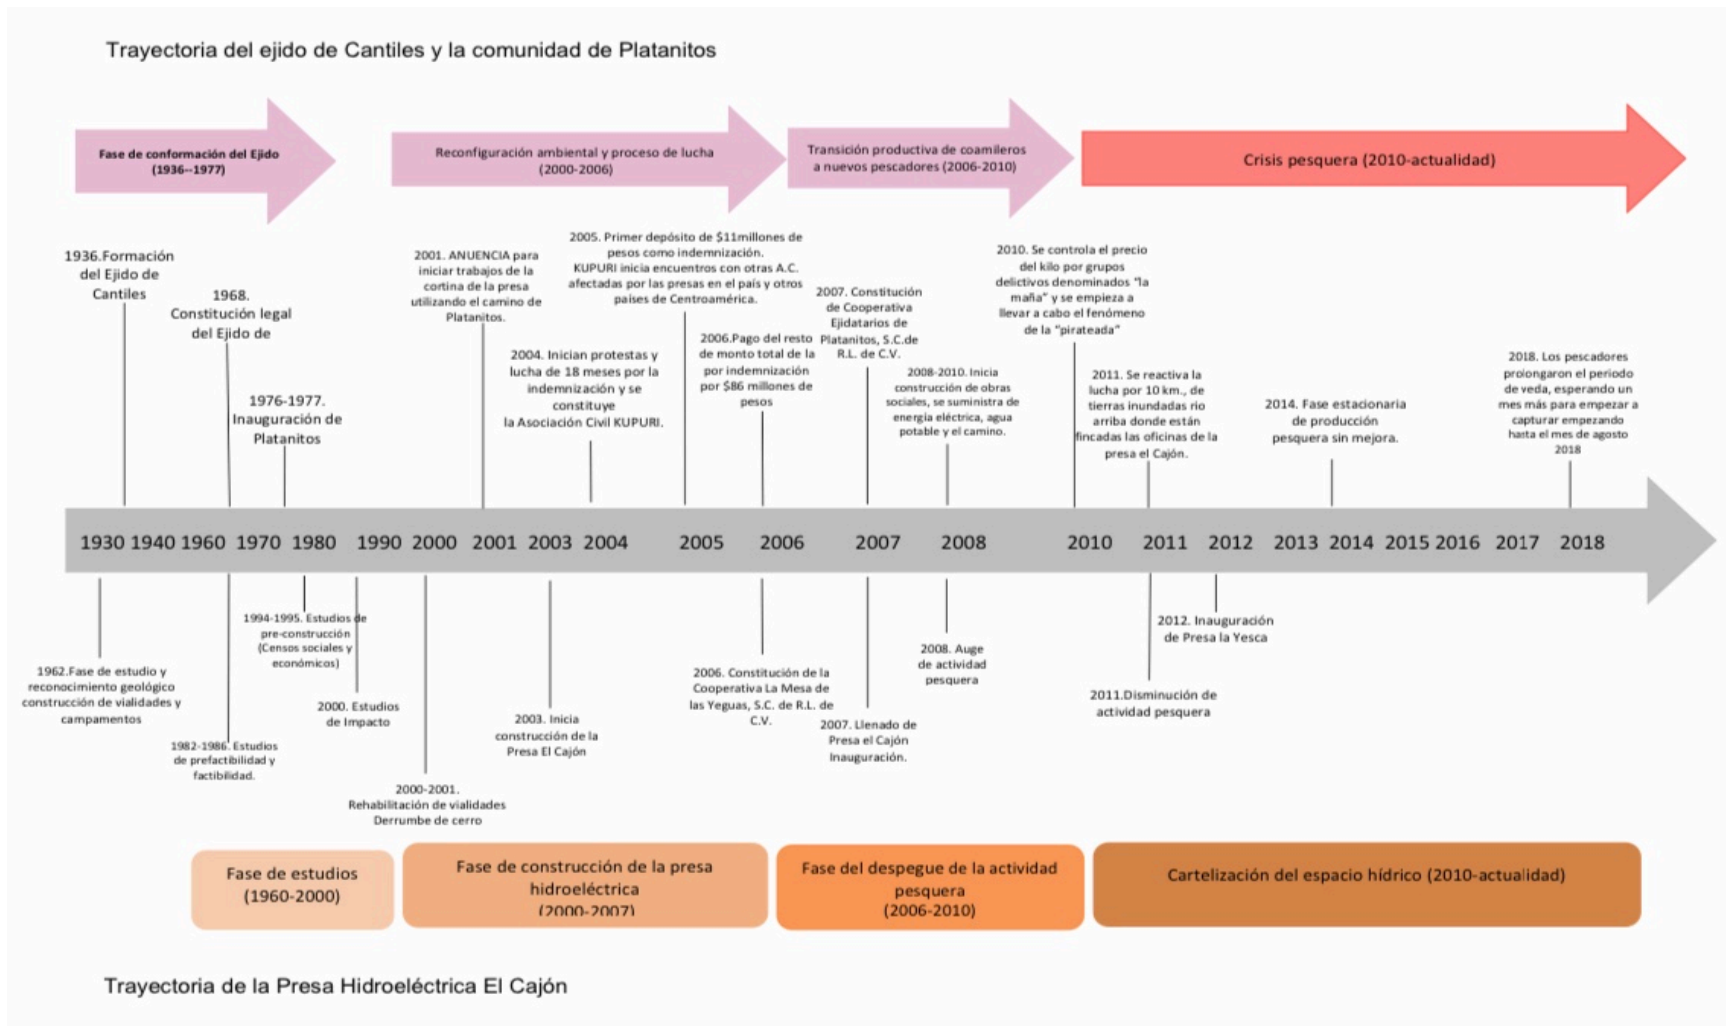 Trayectoria del ejido de Cantiles y la comunidad de Platanitos
Fase de conformación del Ejido
(1936--1977)
Reconfiguración ambiental y proceso de lucha
(2000-2006)
Transición productiva de coamileros
a nuevos pescadores (2006-2010)
Crisis pesquera (2010-actualidad)
1936.Formación
del Ejido de
Cantiles
1968.
Constitución legal
del Ejido de
1976-1977.
Inauguración de
Platanitos
2001. ANUENCIA para
iniciar trabajos de la
cortina de la presa
utilizando el camino de
Platanitos.
2004. Inician protestas y
lucha de 18 meses por la
indemnización y se
constituye
la Asociación Civil KUPURI.
2005. Primer depósito de $11millones de
pesos como indemnización.
KUPURI inicia encuentros con otras A.C.
afectadas por las presas en el país y otros
países de Centroamérica.
2006.Pago del resto
de monto total de la
por indemnización
por $86 millones de
pesos
2007. Constitución
de Cooperativa
Ejidatarios de
Platanitos, S.C.de
R.L. de C.V.
2008-2010. Inicia
construcción de obras
sociales, se suministra de
energía eléctrica, agua
potable y el camino.
2010. Se controla el precio
del kilo por grupos
delictivos denominados "la
maña" y se empieza a
llevar a cabo el fenómeno
de la "pirateada"
2011. Se reactiva la
lucha por 10 km., de
tierras inundadas rio
arriba donde están
fincadas las oficinas de la
presa el Cajón.
2014. Fase estacionaria
de producción
pesquera sin mejora.
2018. Los pescadores
prolongaron el periodo
de veda, esperando un
mes más para empezar a
capturar empezando
hasta el mes de agosto
2018
1930 1940 1960 1970 1980 1990 2000 2001 2003 2004 2005 2006 2007 2008 2010 2011 2012 2013 2014 2015 2016 2017 2018
1962.Fase de estudio y
reconocimiento geológico
construcción de vialidades y
campamentos
1982-1986. Estudios
de prefactibilidad y
factibilidad.
1994-1995. Estudios de
pre-construcción
(Censos sociales y
económicos)
2000. Estudios
de Impacto
2000-2001.
Rehabilitación de vialidades
Derrumbe de cerro
2003. Inicia
construcción de la
Presa El Cajón
2006. Constitución de la
Cooperativa La Mesa de
las Yeguas, S.C. de R.L. de
C.V.
2007. Llenado de
Presa el Cajón
Inauguración.
2008. Auge
de actividad
pesquera
2011.Disminución de
actividad pesquera
2012. Inauguración
de Presa la Yesca
Fase de estudios
(1960-2000)
Fase de construcción de la presa
hidroeléctrica
(2000-2007)
Fase del despegue de la actividad
pesquera
(2006-2010)
Cartelización del espacio hídrico (2010-actualidad)
Trayectoria de la Presa Hidroeléctrica El Cajón